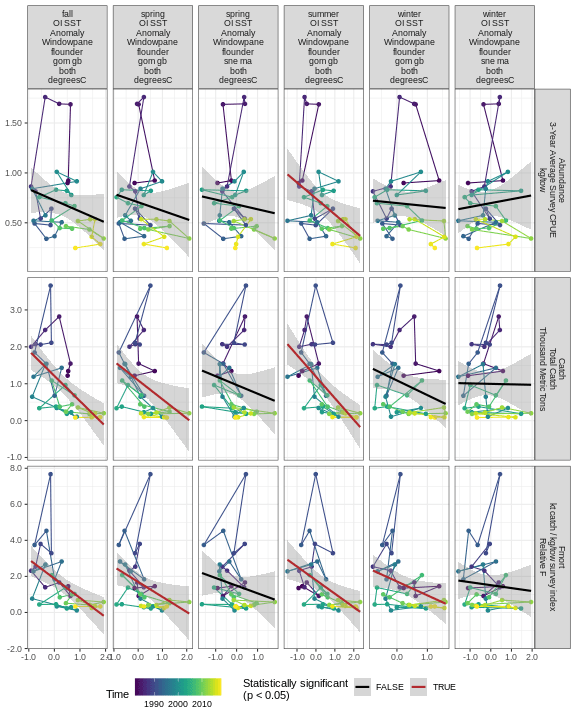 fall
OI SST
Anomaly
Windowpane
flounder
gom gb
both
degreesC
spring
OI SST
Anomaly
Windowpane
flounder
gom gb
both
degreesC
spring
OI SST
Anomaly
Windowpane
flounder
sne ma
both
degreesC
summer
OI SST
Anomaly
Windowpane
flounder
gom gb
both
degreesC
winter
OI SST
Anomaly
Windowpane
flounder
gom gb
both
degreesC
winter
OI SST
Anomaly
Windowpane
flounder
sne ma
both
degreesC
1.50
1.00
0.50
Abundance
3-Year Average Survey CPUE
kg/tow
3.0
2.0
1.0
0.0
-1.0
Catch
Total Catch
Thousand Metric Tons
8.0
6.0
4.0
2.0
0.0
-2.0
Fmort
kt catch / kg/tow survey index
Relative F
-1.0 0.0 1.0 2.0
-1.0 0.0 1.0 2.0
-1.0 0.0 1.0
-1.0 0.0 1.0 2.0
0.0 1.0
-1.0 0.0 1.0 2.0
Time
1990 2000 2010
Statistically significant
(p < 0.05)
FALSE
TRUE